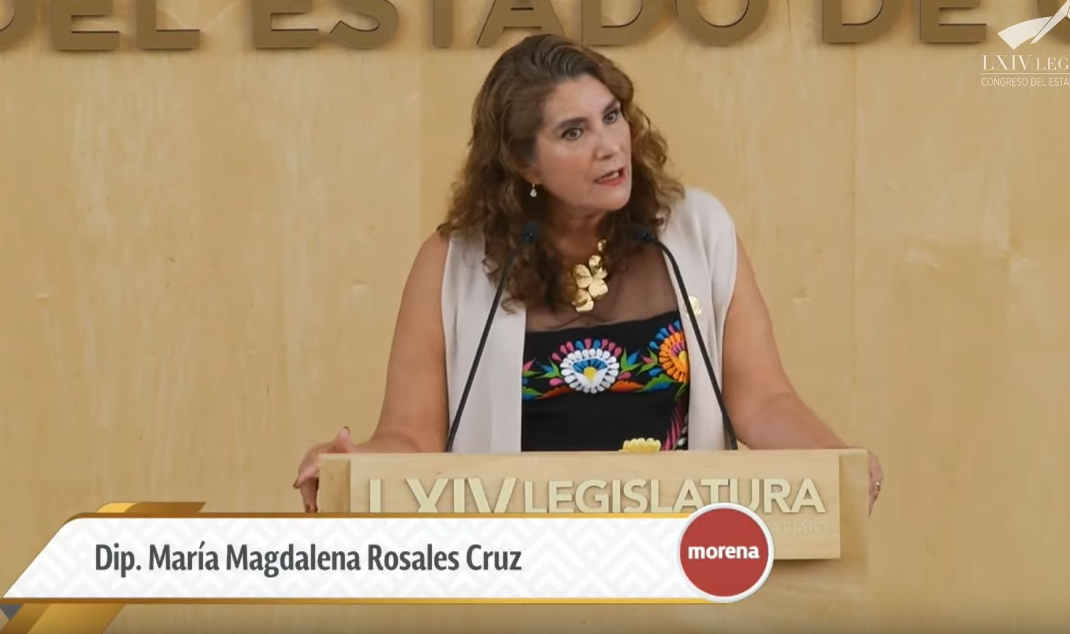 DEL ESTADO DE
LXIV LEG
CONGRESO DEL ESTA
LXIV LEGISLATURA
Dip. María Magdalena Rosales Cruz
morena